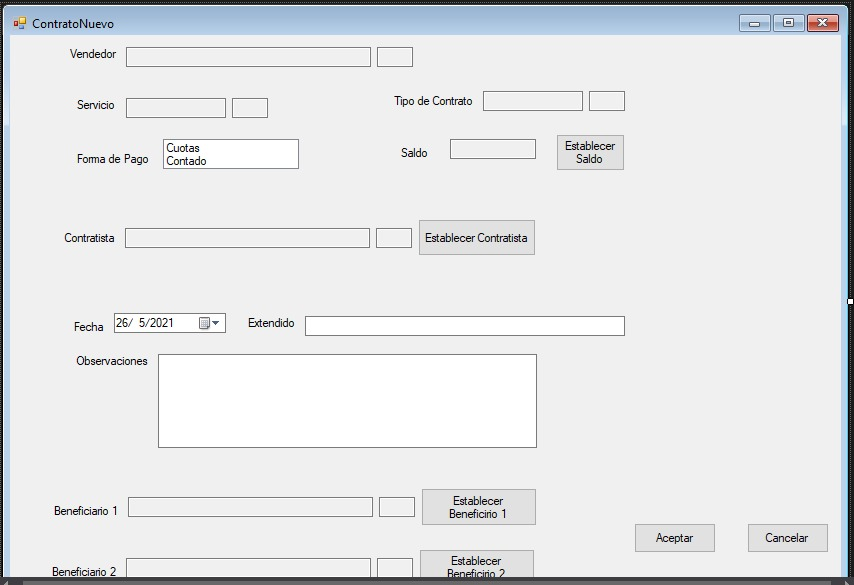 ContratoNuevo
Vendedor
Servicio
Tipo de Contrato
Forma de Pago
Cuotas
Contado
Saldo
Establecer
Saldo
Contratista
Establecer Contratista
Fecha
26/ 5/2021
Extendido
Observaciones
Beneficiario 1
Establecer
Beneficirio 1
Aceptar
Cancelar
Beneficiario 2
Establecer
Beneficirio 2